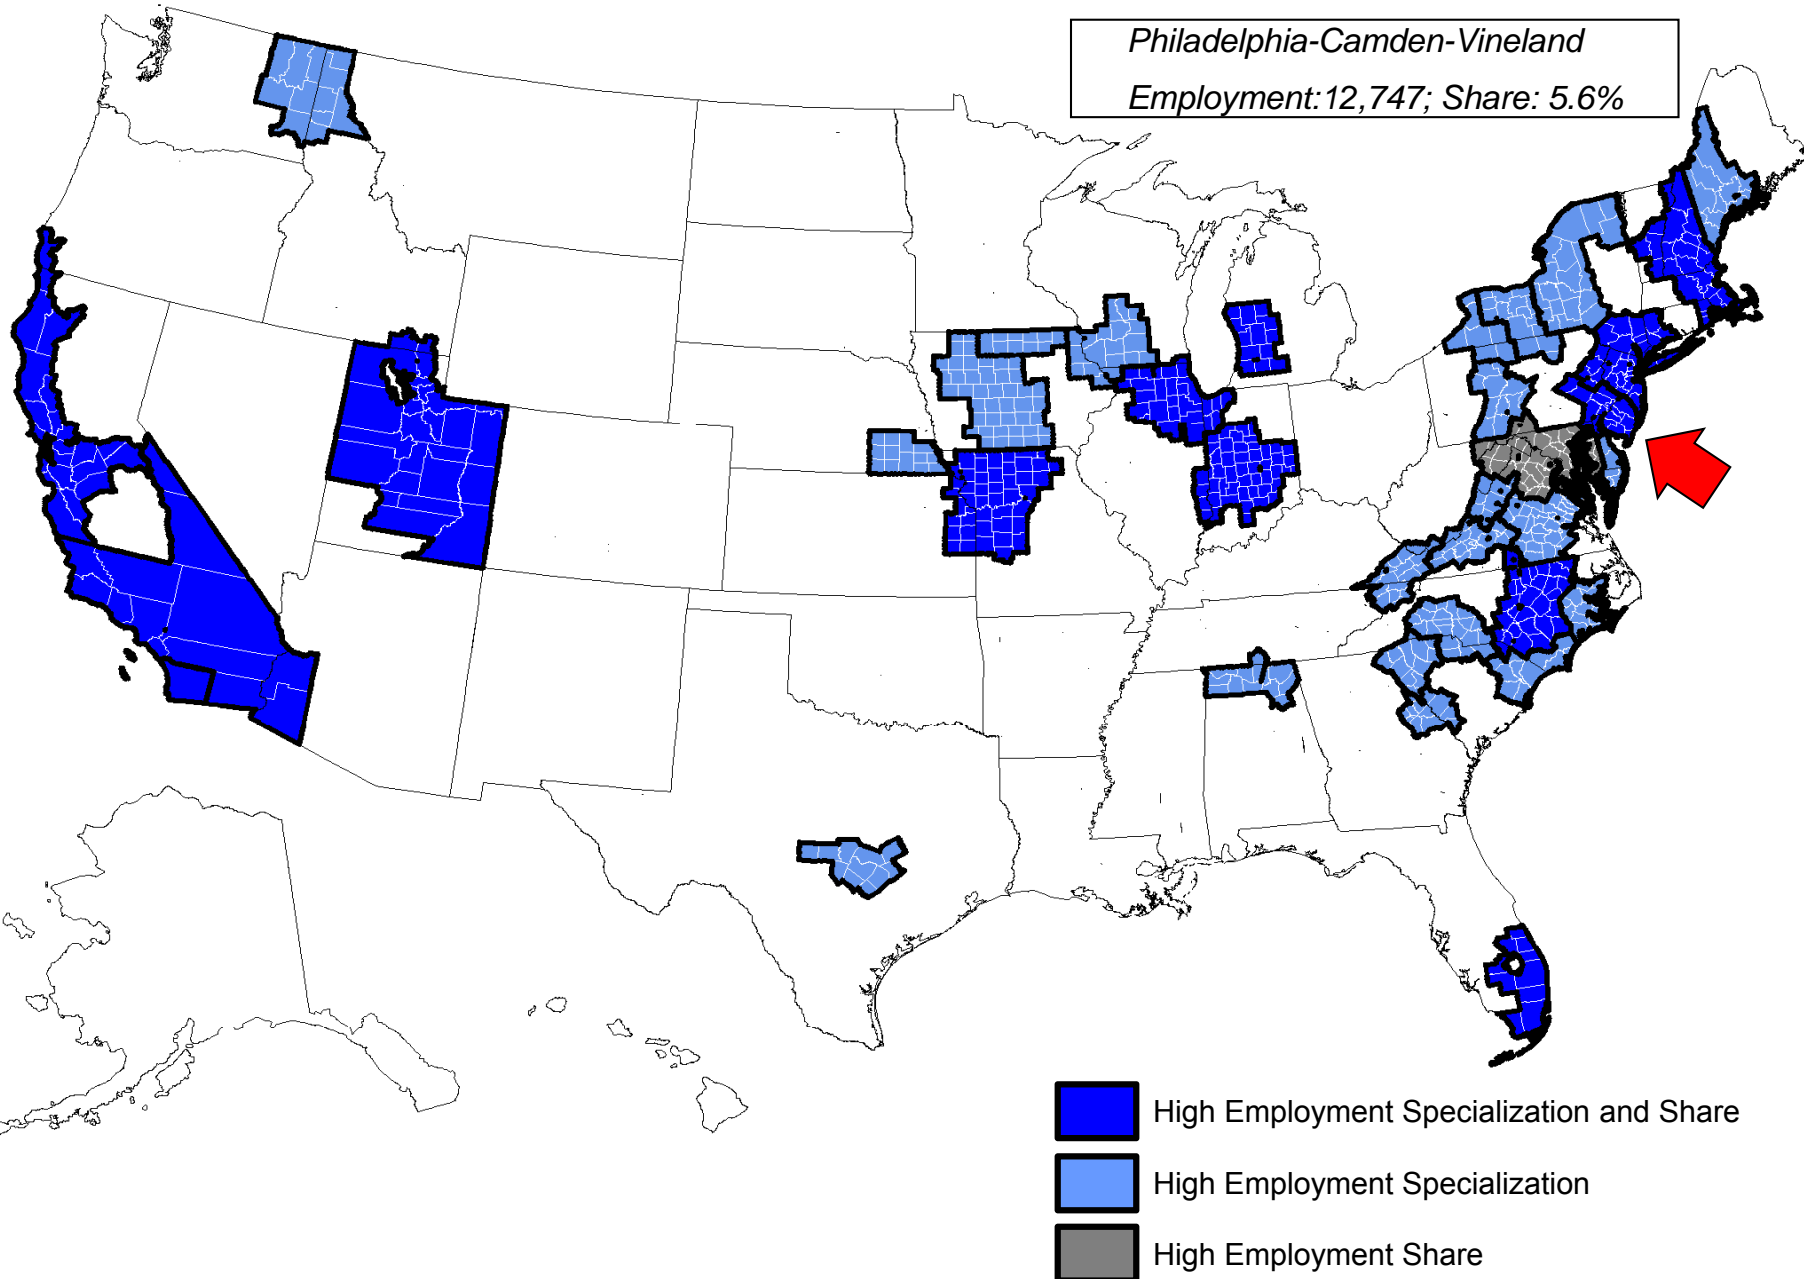 Philadelphia-Camden-Vineland
Employment:12,747; Share: 5.6%
High Employment Specialization and Share
High Employment Specialization
High Employment Share